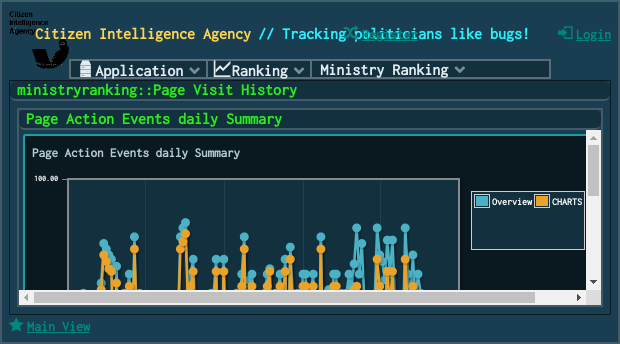 Citizen
Intelligence
Agency
Citizen Intelligence Agency // Tracking politicians like bugs!
Register
Login
Application
Ranking
Ministry Ranking
ministryranking::Page Visit History
Page Action Events daily Summary
Page Action Events daily Summary
100.00
Overview
CHARTS
Main View